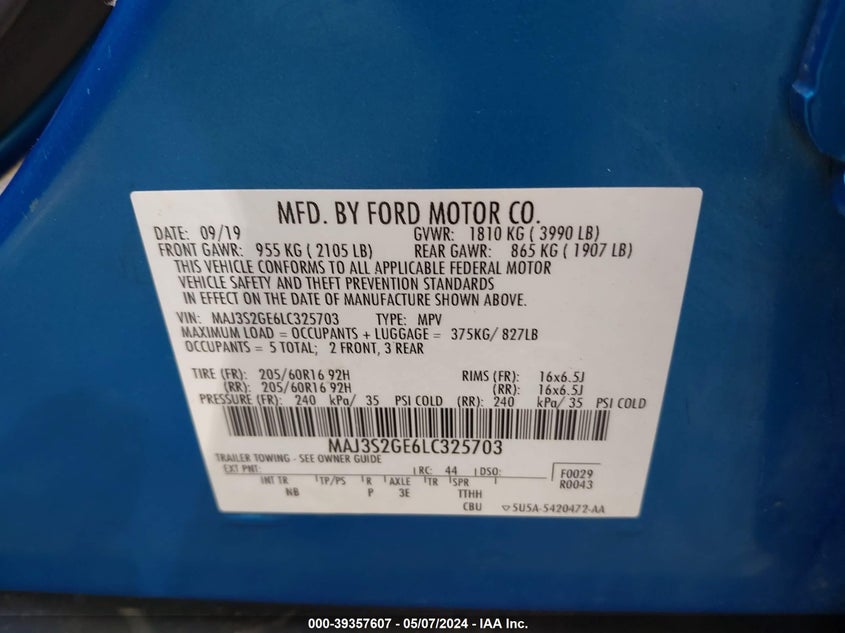 MFD. BY FORD MOTOR CO.
DATE: 09/19 GVWR: 1810 KG ( 3990 LB)
FRONT GAWR: 955 KG ( 2105 LB) REAR GAWR: 865 KG ( 1907 LB)
THIS VEHICLE CONFORMS TO ALL APPLICABLE FEDERAL MOTOR
VEHICLE SAFETY AND THEFT PREVENTION STANDARDS
IN EFFECT ON THE DATE OF MANUFACTURE SHOWN ABOVE.
VIN: MAJ3S2GE6LC325703 TYPE: MPV
MAXIMUM LOAD = OCCUPANTS + LUGGAGE = 375KG/ 827LB
OCCUPANTS = 5 TOTAL; 2 FRONT, 3 REAR
TIRE (FR): 205/60R16 92H RIMS (FR): 16x6.5J
(RR): 205/60R16 92H (RR): 16x6.5J
PRESSURE (FR): 240 kPa/ 35 PSI COLD (RR): 240 kPa/ 35 PSI COLD
MAJ3S2GE6LC325703
TRAILER TOWING - SEE OWNER GUIDE
EXT PNT: RC: 44 DSO: F0029
INT TR TP/PS R AXLE TR SPR R0043
NB P 3E TTHH
CBU 5U5A-5420472-AA
000-39357607 - 05/07/2024 - IAA Inc.